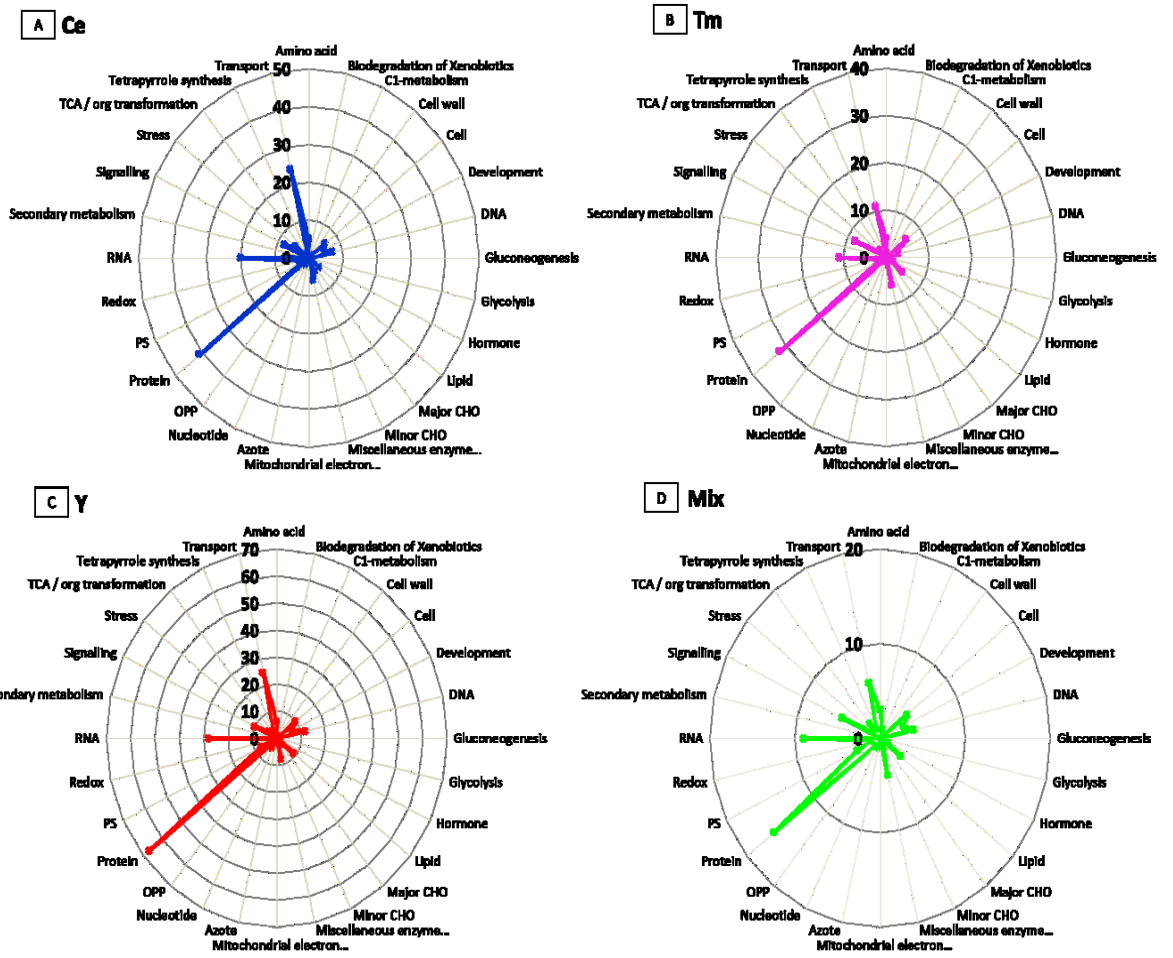 A Ce
Amino acid
Biodegradation of Xenobiotics
C1-metabolism
Cell wall
Cell
Development
DNA
Gluconeogenesis
Glycolysis
Hormone
Lipid
Major CHO
Minor CHO
Miscellaneous enzyme...
Mitochondrial electron...
Azote
Nucleotide
OPP
Protein
PS
Redox
RNA
Secondary metabolism
Signalling
Stress
TCA / org transformation
Tetrapyrrole synthesis
Transport
50
40
30
20
10
0
B Tm
Amino acid
Biodegradation of Xenobiotics
C1-metabolism
Cell wall
Cell
Development
DNA
Gluconeogenesis
Glycolysis
Hormone
Lipid
Major CHO
Minor CHO
Miscellaneous enzyme...
Mitochondrial electron...
Azote
Nucleotide
OPP
Protein
PS
Redox
RNA
Secondary metabolism
Signalling
Stress
TCA / org transformation
Tetrapyrrole synthesis
Transport
40
30
20
10
0
C Y
Amino acid
Biodegradation of Xenobiotics
C1-metabolism
Cell wall
Cell
Development
DNA
Gluconeogenesis
Glycolysis
Hormone
Lipid
Major CHO
Minor CHO
Miscellaneous enzyme...
Mitochondrial electron...
Azote
Nucleotide
OPP
Protein
PS
Redox
RNA
ondary metabolism
Signalling
Stress
TCA / org transformation
Tetrapyrrole synthesis
Transport
70
60
50
40
30
20
10
0
D Mix
Amino acid
Biodegradation of Xenobiotics
C1-metabolism
Cell wall
Cell
Development
DNA
Gluconeogenesis
Glycolysis
Hormone
Lipid
Major CHO
Minor CHO
Miscellaneous enzyme...
Mitochondrial electron...
Azote
Nucleotide
OPP
Protein
PS
Redox
RNA
Secondary metabolism
Signalling
Stress
TCA / org transformation
Tetrapyrrole synthesis
Transport
20
10
0